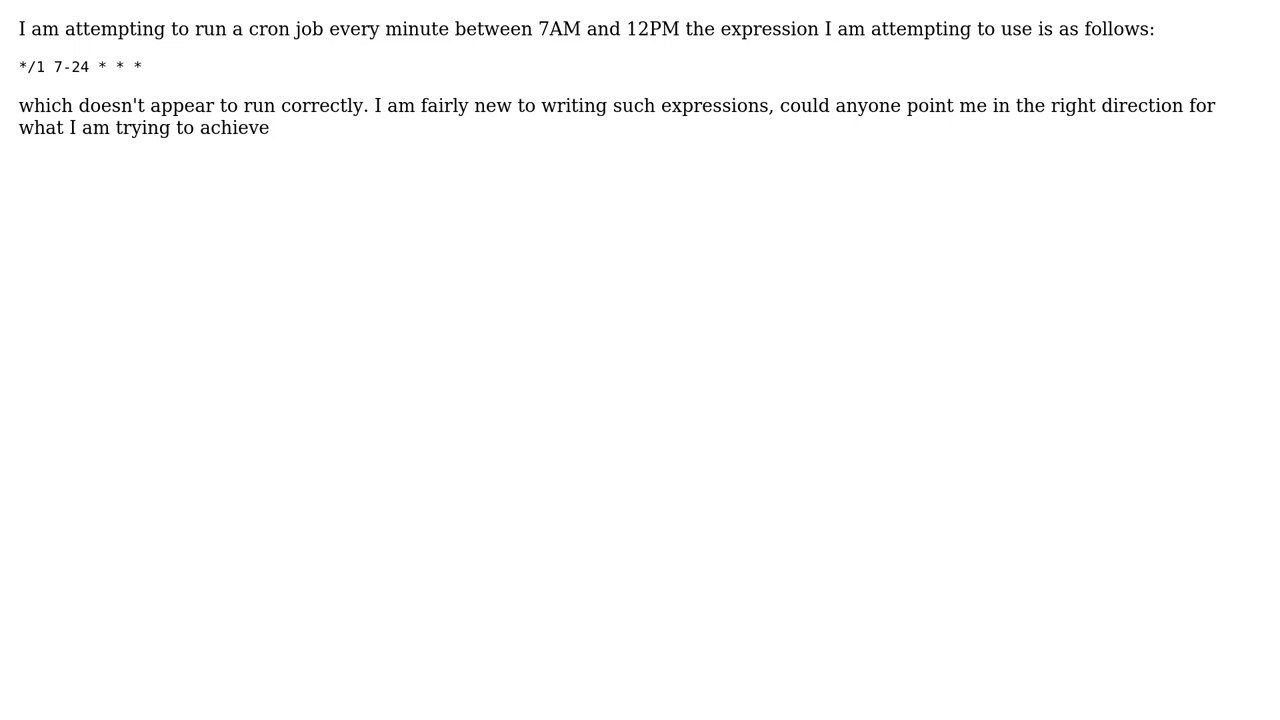 I am attempting to run a cron job every minute between 7AM and 12PM the expression I am attempting to use is as follows:
*/1 7-24 * * *
which doesn't appear to run correctly. I am fairly new to writing such expressions, could anyone point me in the right direction for
what I am trying to achieve